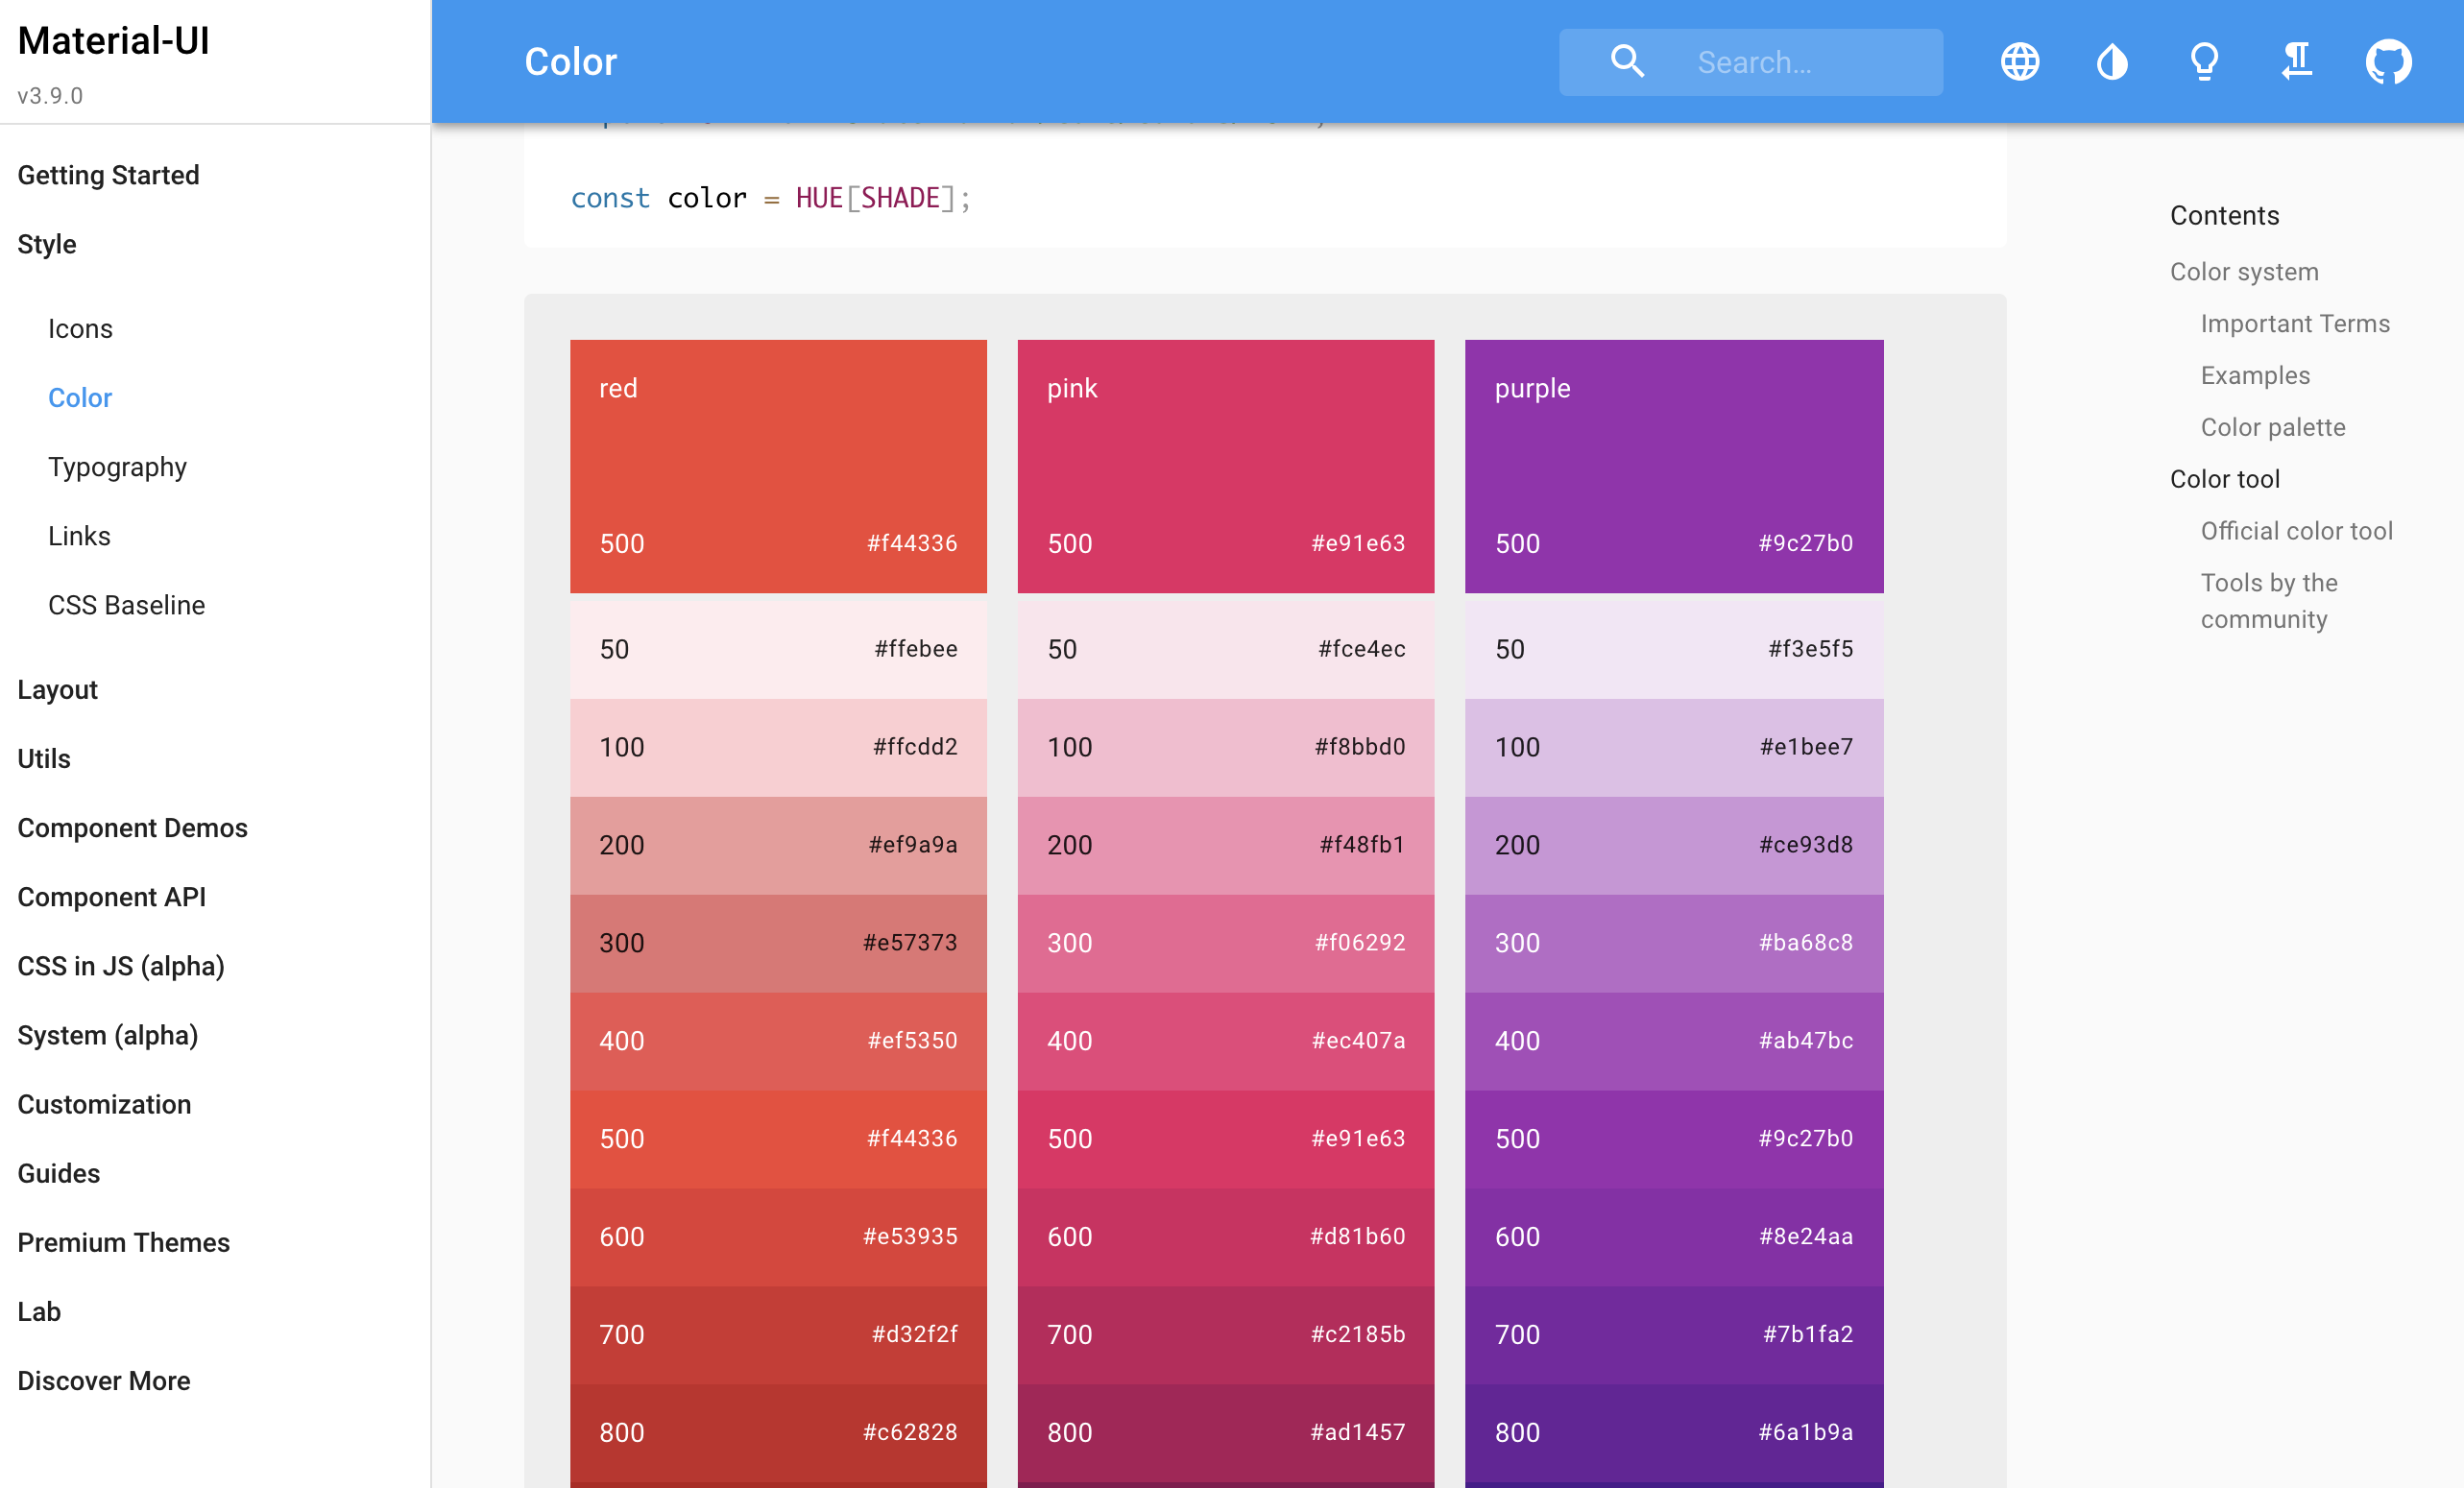 Material-UI
v3.9.0
Color
Search…
Getting Started
Style
Icons
Color
Typography
Links
CSS Baseline
Layout
Utils
Component Demos
Component API
CSS in JS (alpha)
System (alpha)
Customization
Guides
Premium Themes
Lab
Discover More
const color = HUE[SHADE];
red
500 #f44336
50 #ffebee
100 #ffcdd2
200 #ef9a9a
300 #e57373
400 #ef5350
500 #f44336
600 #e53935
700 #d32f2f
800 #c62828
pink
500 #e91e63
50 #fce4ec
100 #f8bbd0
200 #f48fb1
300 #f06292
400 #ec407a
500 #e91e63
600 #d81b60
700 #c2185b
800 #ad1457
purple
500 #9c27b0
50 #f3e5f5
100 #e1bee7
200 #ce93d8
300 #ba68c8
400 #ab47bc
500 #9c27b0
600 #8e24aa
700 #7b1fa2
800 #6a1b9a
Contents
Color system
Important Terms
Examples
Color palette
Color tool
Official color tool
Tools by the
community